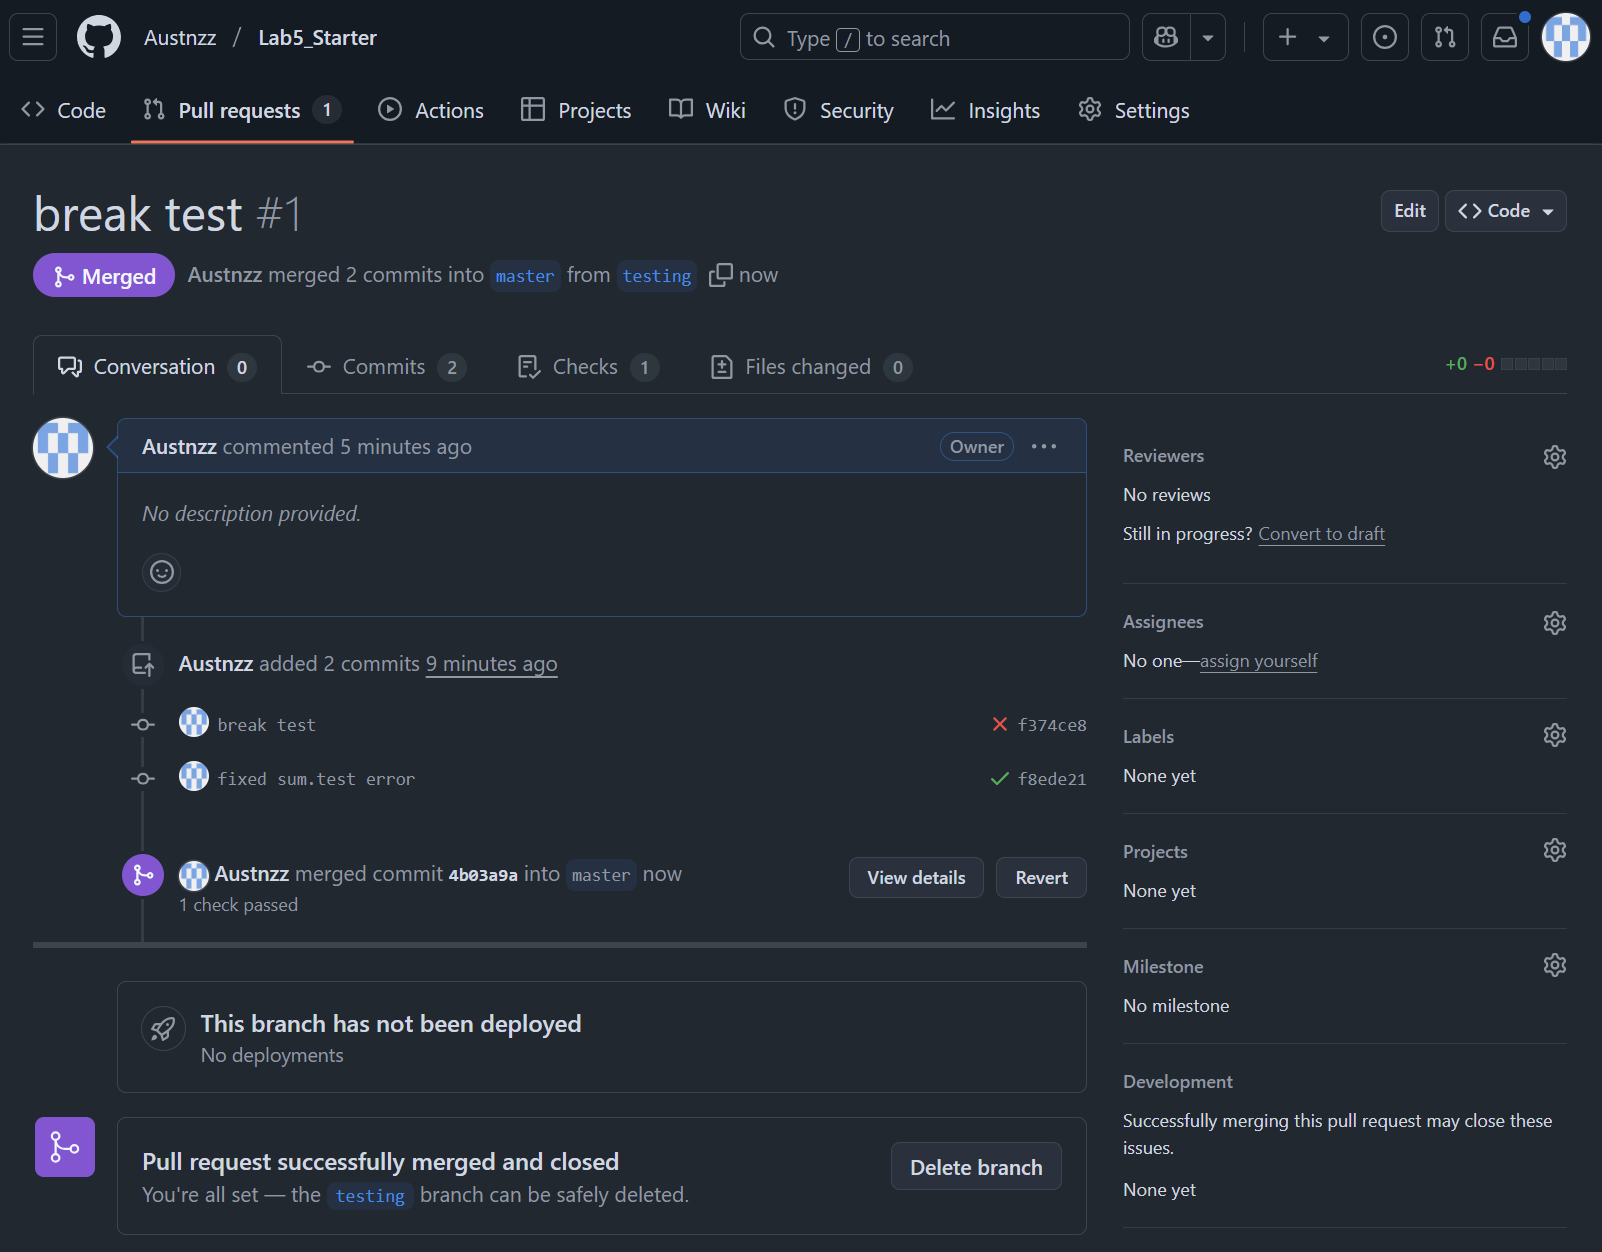 Austnzz / Lab5_Starter
Type / to search
Code
Pull requests 1
Actions
Projects
Wiki
Security
Insights
Settings
break test #1
Edit
Code
Merged
Austnzz merged 2 commits into master from testing now
Conversation 0
Commits 2
Checks 1
Files changed 0
+0 −0
Austnzz commented 5 minutes ago
Owner
No description provided.
Austnzz added 2 commits 9 minutes ago
break test
f374ce8
fixed sum.test error
f8ede21
Austnzz merged commit 4b03a9a into master now
1 check passed
View details
Revert
This branch has not been deployed
No deployments
Pull request successfully merged and closed
You're all set — the testing branch can be safely deleted.
Delete branch
Reviewers
No reviews
Still in progress? Convert to draft
Assignees
No one—assign yourself
Labels
None yet
Projects
None yet
Milestone
No milestone
Development
Successfully merging this pull request may close these
issues.
None yet